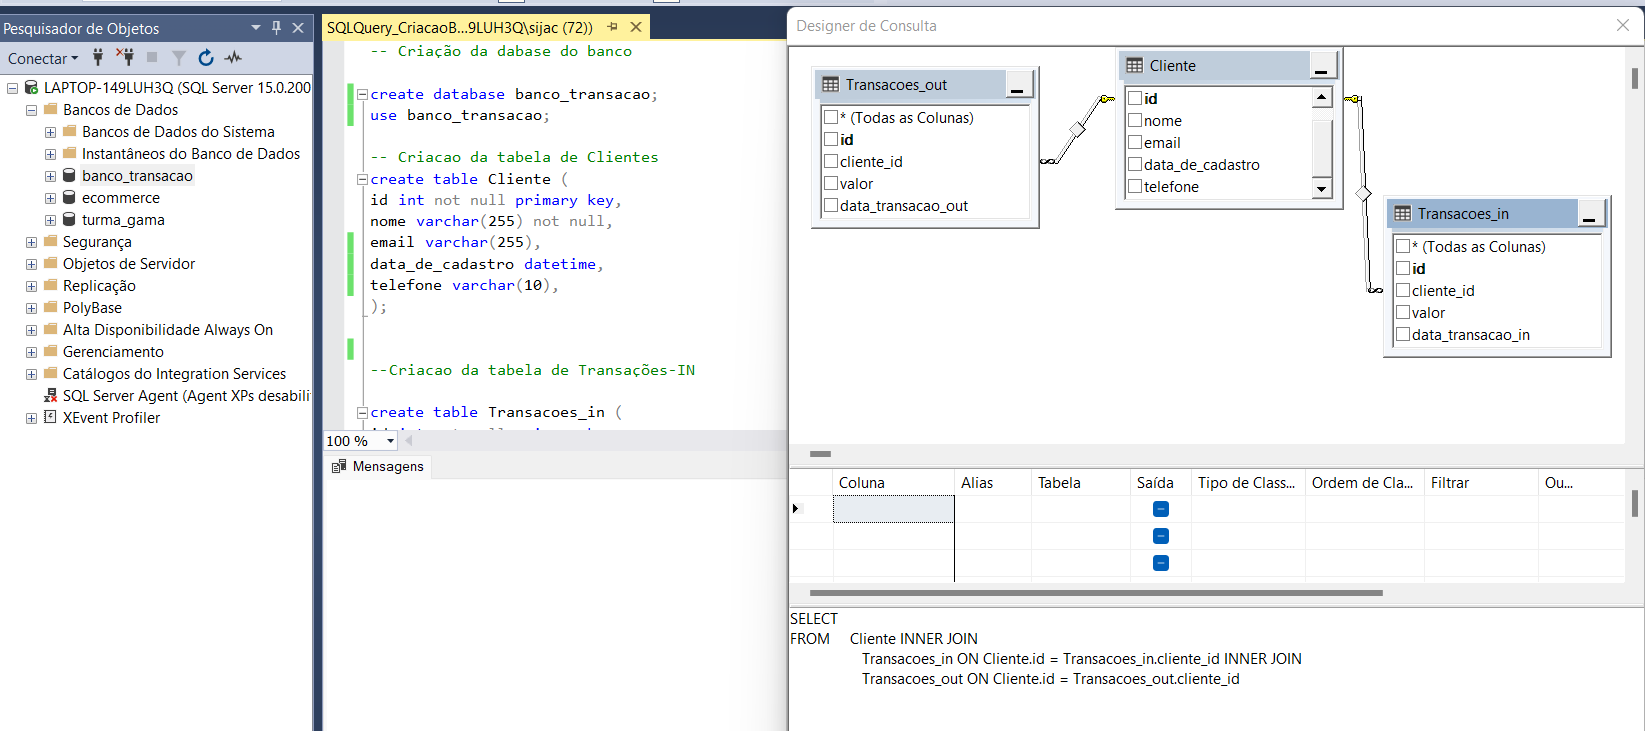 Pesquisador de Objetos
Conectar
LAPTOP-149LUH3Q (SQL Server 15.0.200
Bancos de Dados
Bancos de Dados do Sistema
Instantâneos do Banco de Dados
banco_transacao
ecommerce
turma_gama
Segurança
Objetos de Servidor
Replicação
PolyBase
Alta Disponibilidade Always On
Gerenciamento
Catálogos do Integration Services
SQL Server Agent (Agent XPs desabili
XEvent Profiler
SQLQuery_CriacaoB...9LUH3Q\sijac (72))
-- Criação da dabase do banco
create database banco_transacao;
use banco_transacao;
-- Criacao da tabela de Clientes
create table Cliente (
id int not null primary key,
nome varchar(255) not null,
email varchar(255),
data_de_cadastro datetime,
telefone varchar(10),
);
--Criacao da tabela de Transações-IN
create table Transacoes_in (
100 %
Mensagens
Designer de Consulta
Transacoes_out
* (Todas as Colunas)
id
cliente_id
valor
data_transacao_out
Cliente
id
nome
email
data_de_cadastro
telefone
Transacoes_in
* (Todas as Colunas)
id
cliente_id
valor
data_transacao_in
Coluna Alias Tabela Saída Tipo de Class... Ordem de Cla... Filtrar Ou...
SELECT
FROM Cliente INNER JOIN
Transacoes_in ON Cliente.id = Transacoes_in.cliente_id INNER JOIN
Transacoes_out ON Cliente.id = Transacoes_out.cliente_id